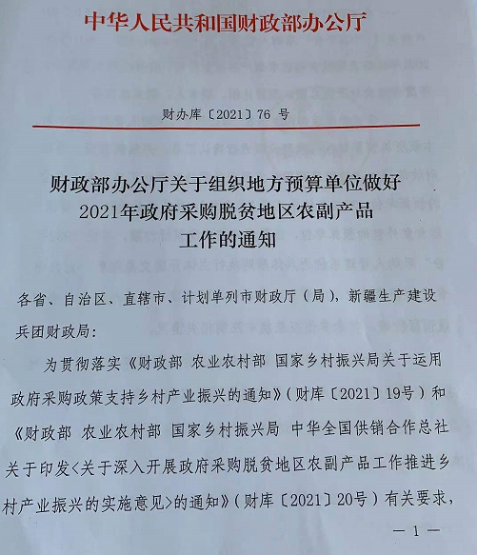 中华人民共和国财政部办公厅
财办库〔2021〕76 号
财政部办公厅关于组织地方预算单位做好
2021年政府采购脱贫地区农副产品
工作的通知
各省、自治区、直辖市、计划单列市财政厅（局），新疆生产建设
兵团财政局：
为贯彻落实《财政部 农业农村部 国家乡村振兴局关于运用
政府采购政策支持乡村产业振兴的通知》（财库〔2021〕19号）和
《财政部 农业农村部 国家乡村振兴局 中华全国供销合作总社
关于印发<关于深入开展政府采购脱贫地区农副产品工作推进乡
村产业振兴的实施意见>的通知》（财库〔2021〕20号）有关要求，
— 1 —